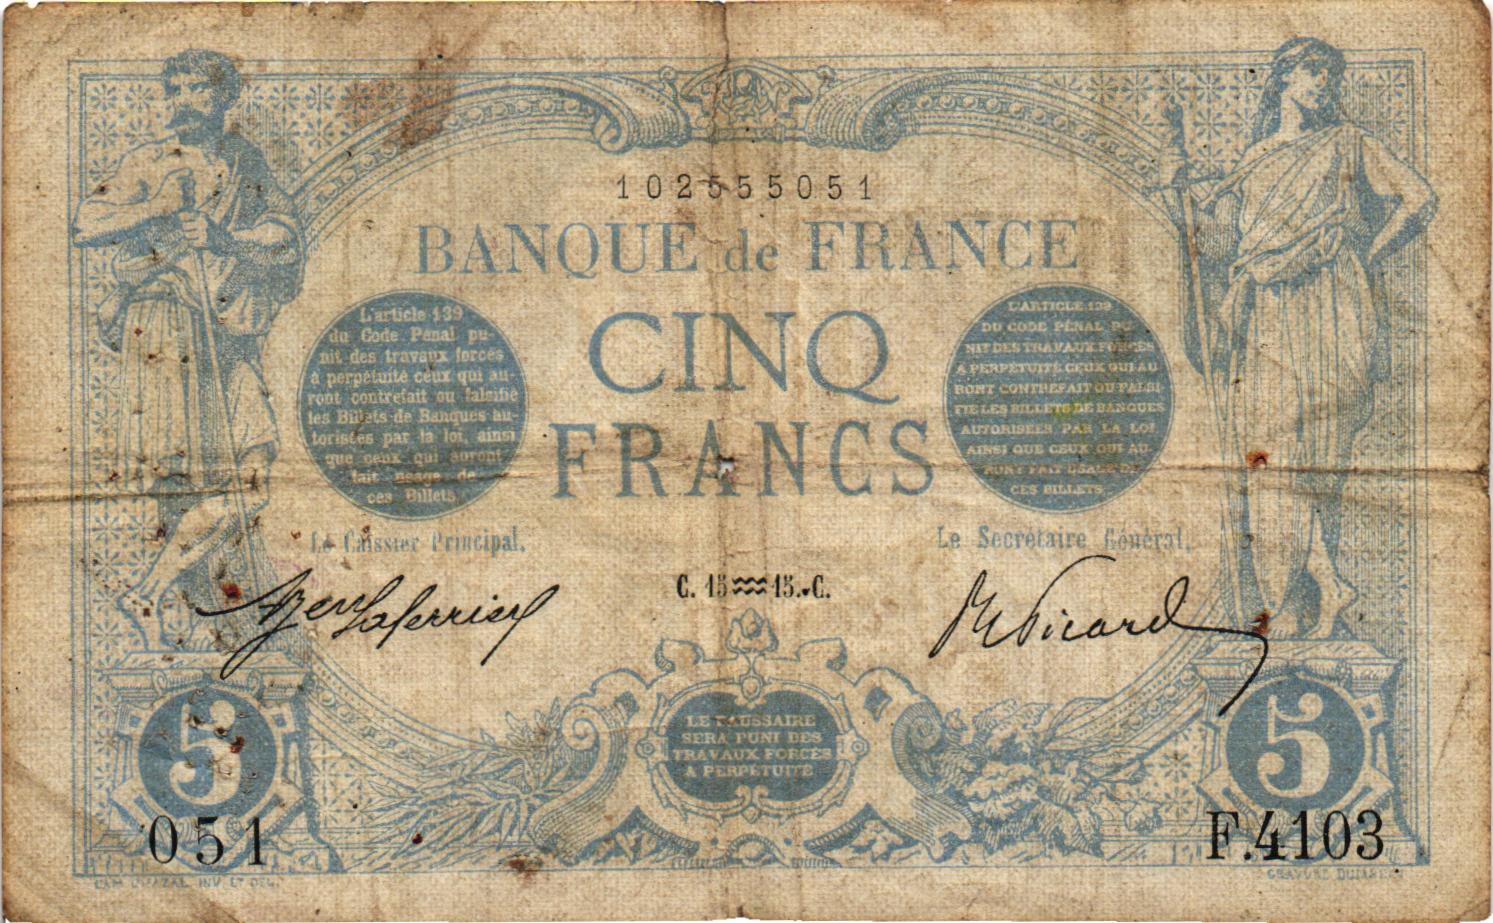 102555051
BANQUE de FRANCE
CINQ
FRANCS
L'article 139
du Code Pénal pu-
nit des travaux forcés
à perpétuité ceux qui au
ront contrefait ou falsifié
les Billets de Banques au-
torisées par la loi, ainsi
que ceux qui auront
fait usage de
ces Billets.
L'ARTICLE 139
DU CODE PÉNAL PU
NIT DES TRAVAUX FORCÉS
A PERPÉTUITÉ CEUX QUI AU
RONT CONTREFAIT OU FALSI
FIÉ LES BILLETS DE BANQUES
AUTORISÉES PAR LA LOI
AINSI QUE CEUX QUI AU
RONT FAIT USAGE DE
CES BILLETS
Le Caissier Principal,
Le Secrétaire Général,
C. 15 ♒ 15. C.
Picard
LE FAUSSAIRE
SERA PUNI DES
TRAVAUX FORCÉS
A PERPÉTUITÉ
5
5
051
F.4103
INV. ET DEL.
GRAVURE